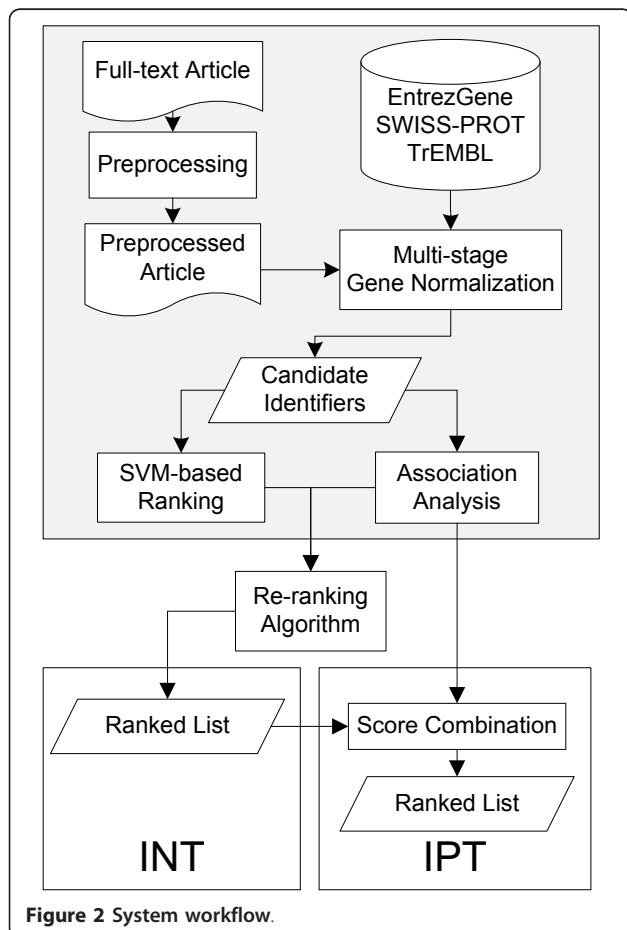 Full-text Article
EntrezGene
SWISS-PROT
TrEMBL
Preprocessing
Preprocessed
Article
Multi-stage
Gene Normalization
Candidate
Identifiers
SVM-based
Ranking
Association
Analysis
Re-ranking
Algorithm
Ranked List
Score Combination
Ranked List
INT
IPT
Figure 2 System workflow.